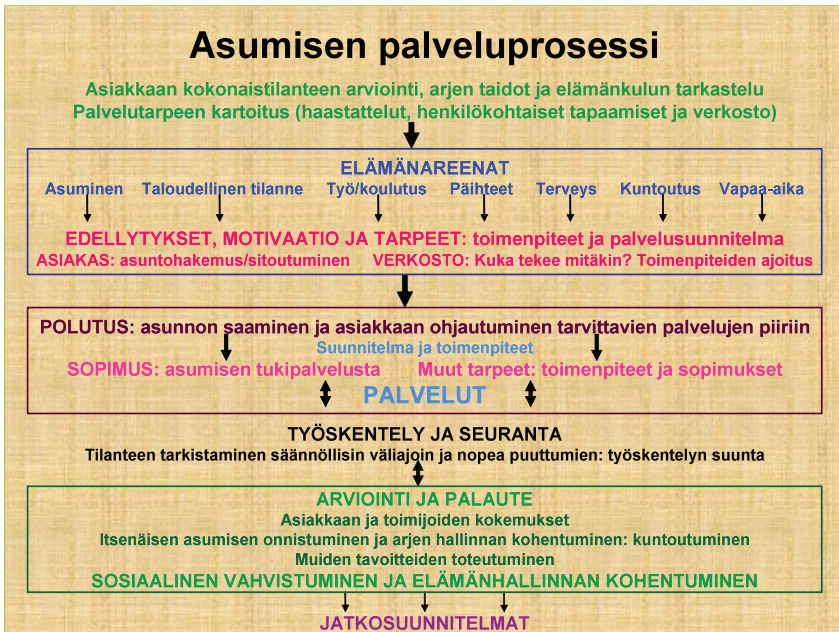 Asumisen palveluprosessi
Asiakkaan kokonaistilanteen arviointi, arjen taidot ja elämänkulun tarkastelu
Palvelutarpeen kartoitus (haastattelut, henkilökohtaiset tapaamiset ja verkosto)
ELÄMÄNAREENAT
Asuminen Taloudellinen tilanne Työ/koulutus Päihteet Terveys Kuntoutus Vapaa-aika
EDELLYTYKSET, MOTIVAATIO JA TARPEET: toimenpiteet ja palvelusuunnitelma
ASIAKAS: asuntohakemus/sitoutuminen VERKOSTO: Kuka tekee mitäkin? Toimenpiteiden ajoitus
POLUTUS: asunnon saaminen ja asiakkaan ohjautuminen tarvittavien palvelujen piiriin
Suunnitelma ja toimenpiteet
SOPIMUS: asumisen tukipalvelusta Muut tarpeet: toimenpiteet ja sopimukset
PALVELUT
TYÖSKENTELY JA SEURANTA
Tilanteen tarkistaminen säännöllisin väliajoin ja nopea puuttumien: työskentelyn suunta
ARVIOINTI JA PALAUTE
Asiakkaan ja toimijoiden kokemukset
Itsenäisen asumisen onnistuminen ja arjen hallinnan kohentuminen: kuntoutuminen
Muiden tavoitteiden toteutuminen
SOSIAALINEN VAHVISTUMINEN JA ELÄMÄNHALLINNAN KOHENTUMINEN
JATKOSUUNNITELMAT